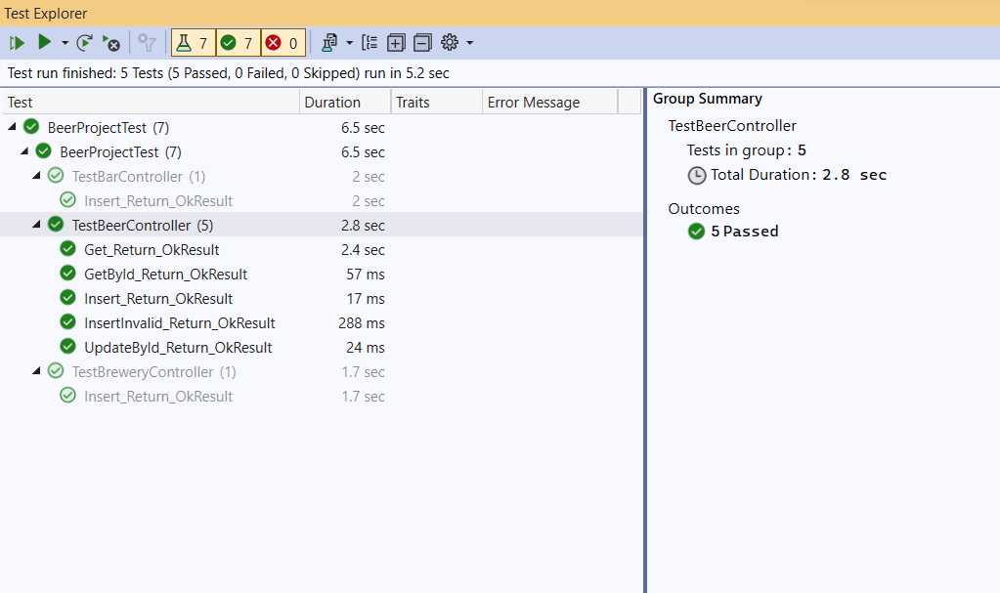 Test Explorer
7 7 0
Test run finished: 5 Tests (5 Passed, 0 Failed, 0 Skipped) run in 5.2 sec
Test Duration Traits Error Message
BeerProjectTest (7) 6.5 sec
BeerProjectTest (7) 6.5 sec
TestBarController (1) 2 sec
Insert_Return_OkResult 2 sec
TestBeerController (5) 2.8 sec
Get_Return_OkResult 2.4 sec
GetById_Return_OkResult 57 ms
Insert_Return_OkResult 17 ms
InsertInvalid_Return_OkResult 288 ms
UpdateById_Return_OkResult 24 ms
TestBreweryController (1) 1.7 sec
Insert_Return_OkResult 1.7 sec
Group Summary
TestBeerController
Tests in group: 5
Total Duration: 2.8 sec
Outcomes
5 Passed